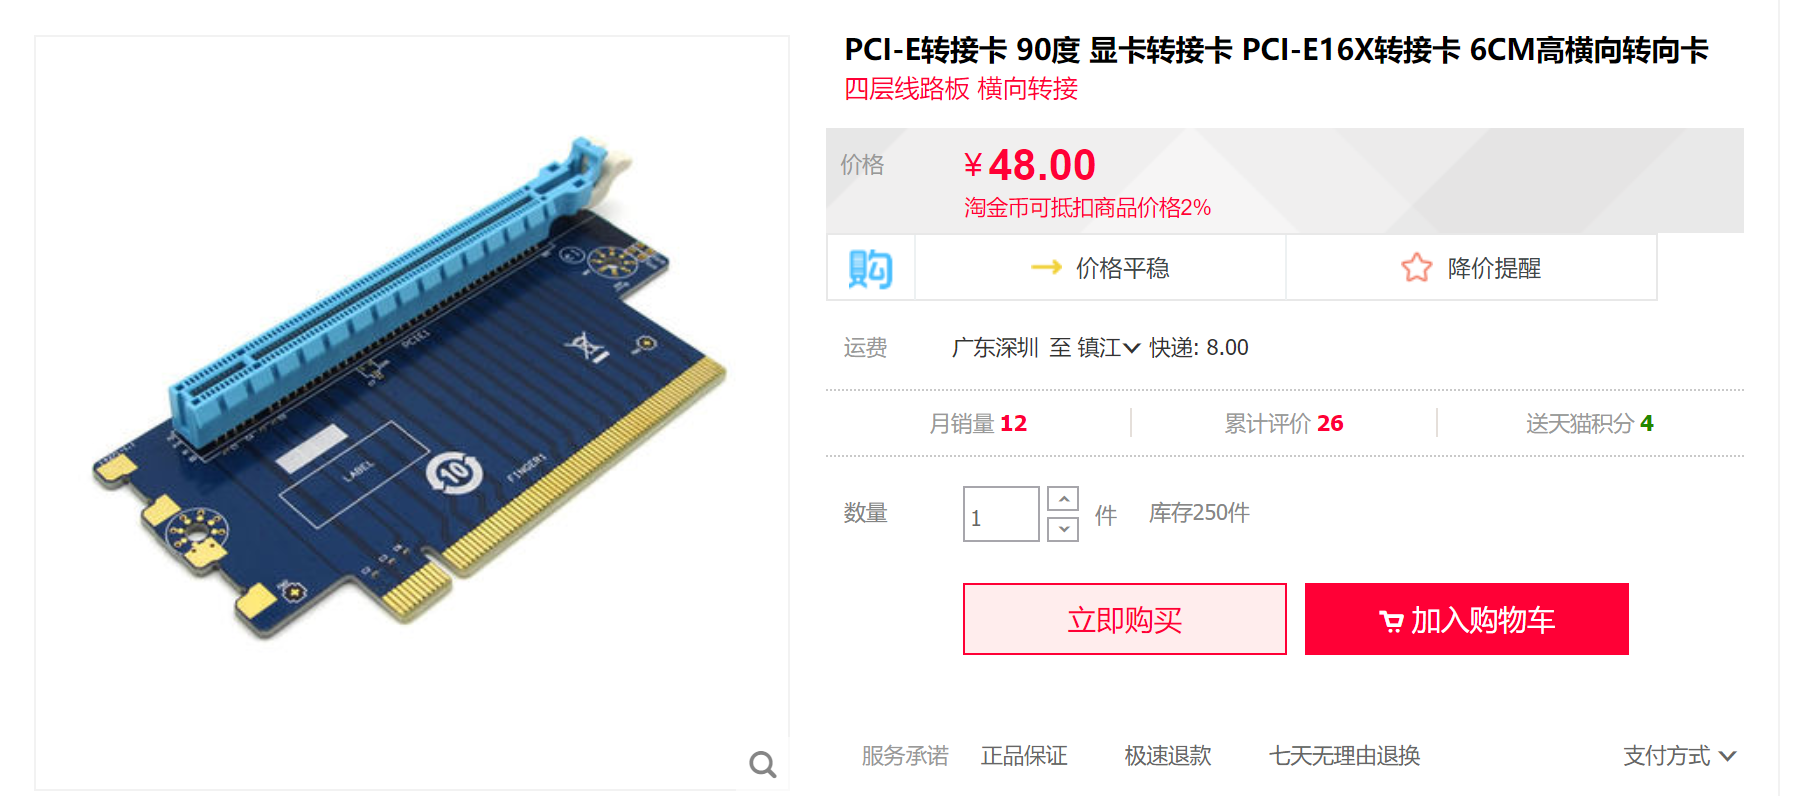 PCI-E转接卡 90度 显卡转接卡 PCI-E16X转接卡 6CM高横向转向卡
四层线路板 横向转接
价格 ¥48.00
淘金币可抵扣商品价格2%
购 价格平稳 降价提醒
运费 广东深圳 至 镇江 快递: 8.00
月销量 12 累计评价 26 送天猫积分 4
数量 1 件 库存250件
立即购买 加入购物车
服务承诺 正品保证 极速退款 七天无理由退换 支付方式
PCIE1
LABEL
10
FINGER1